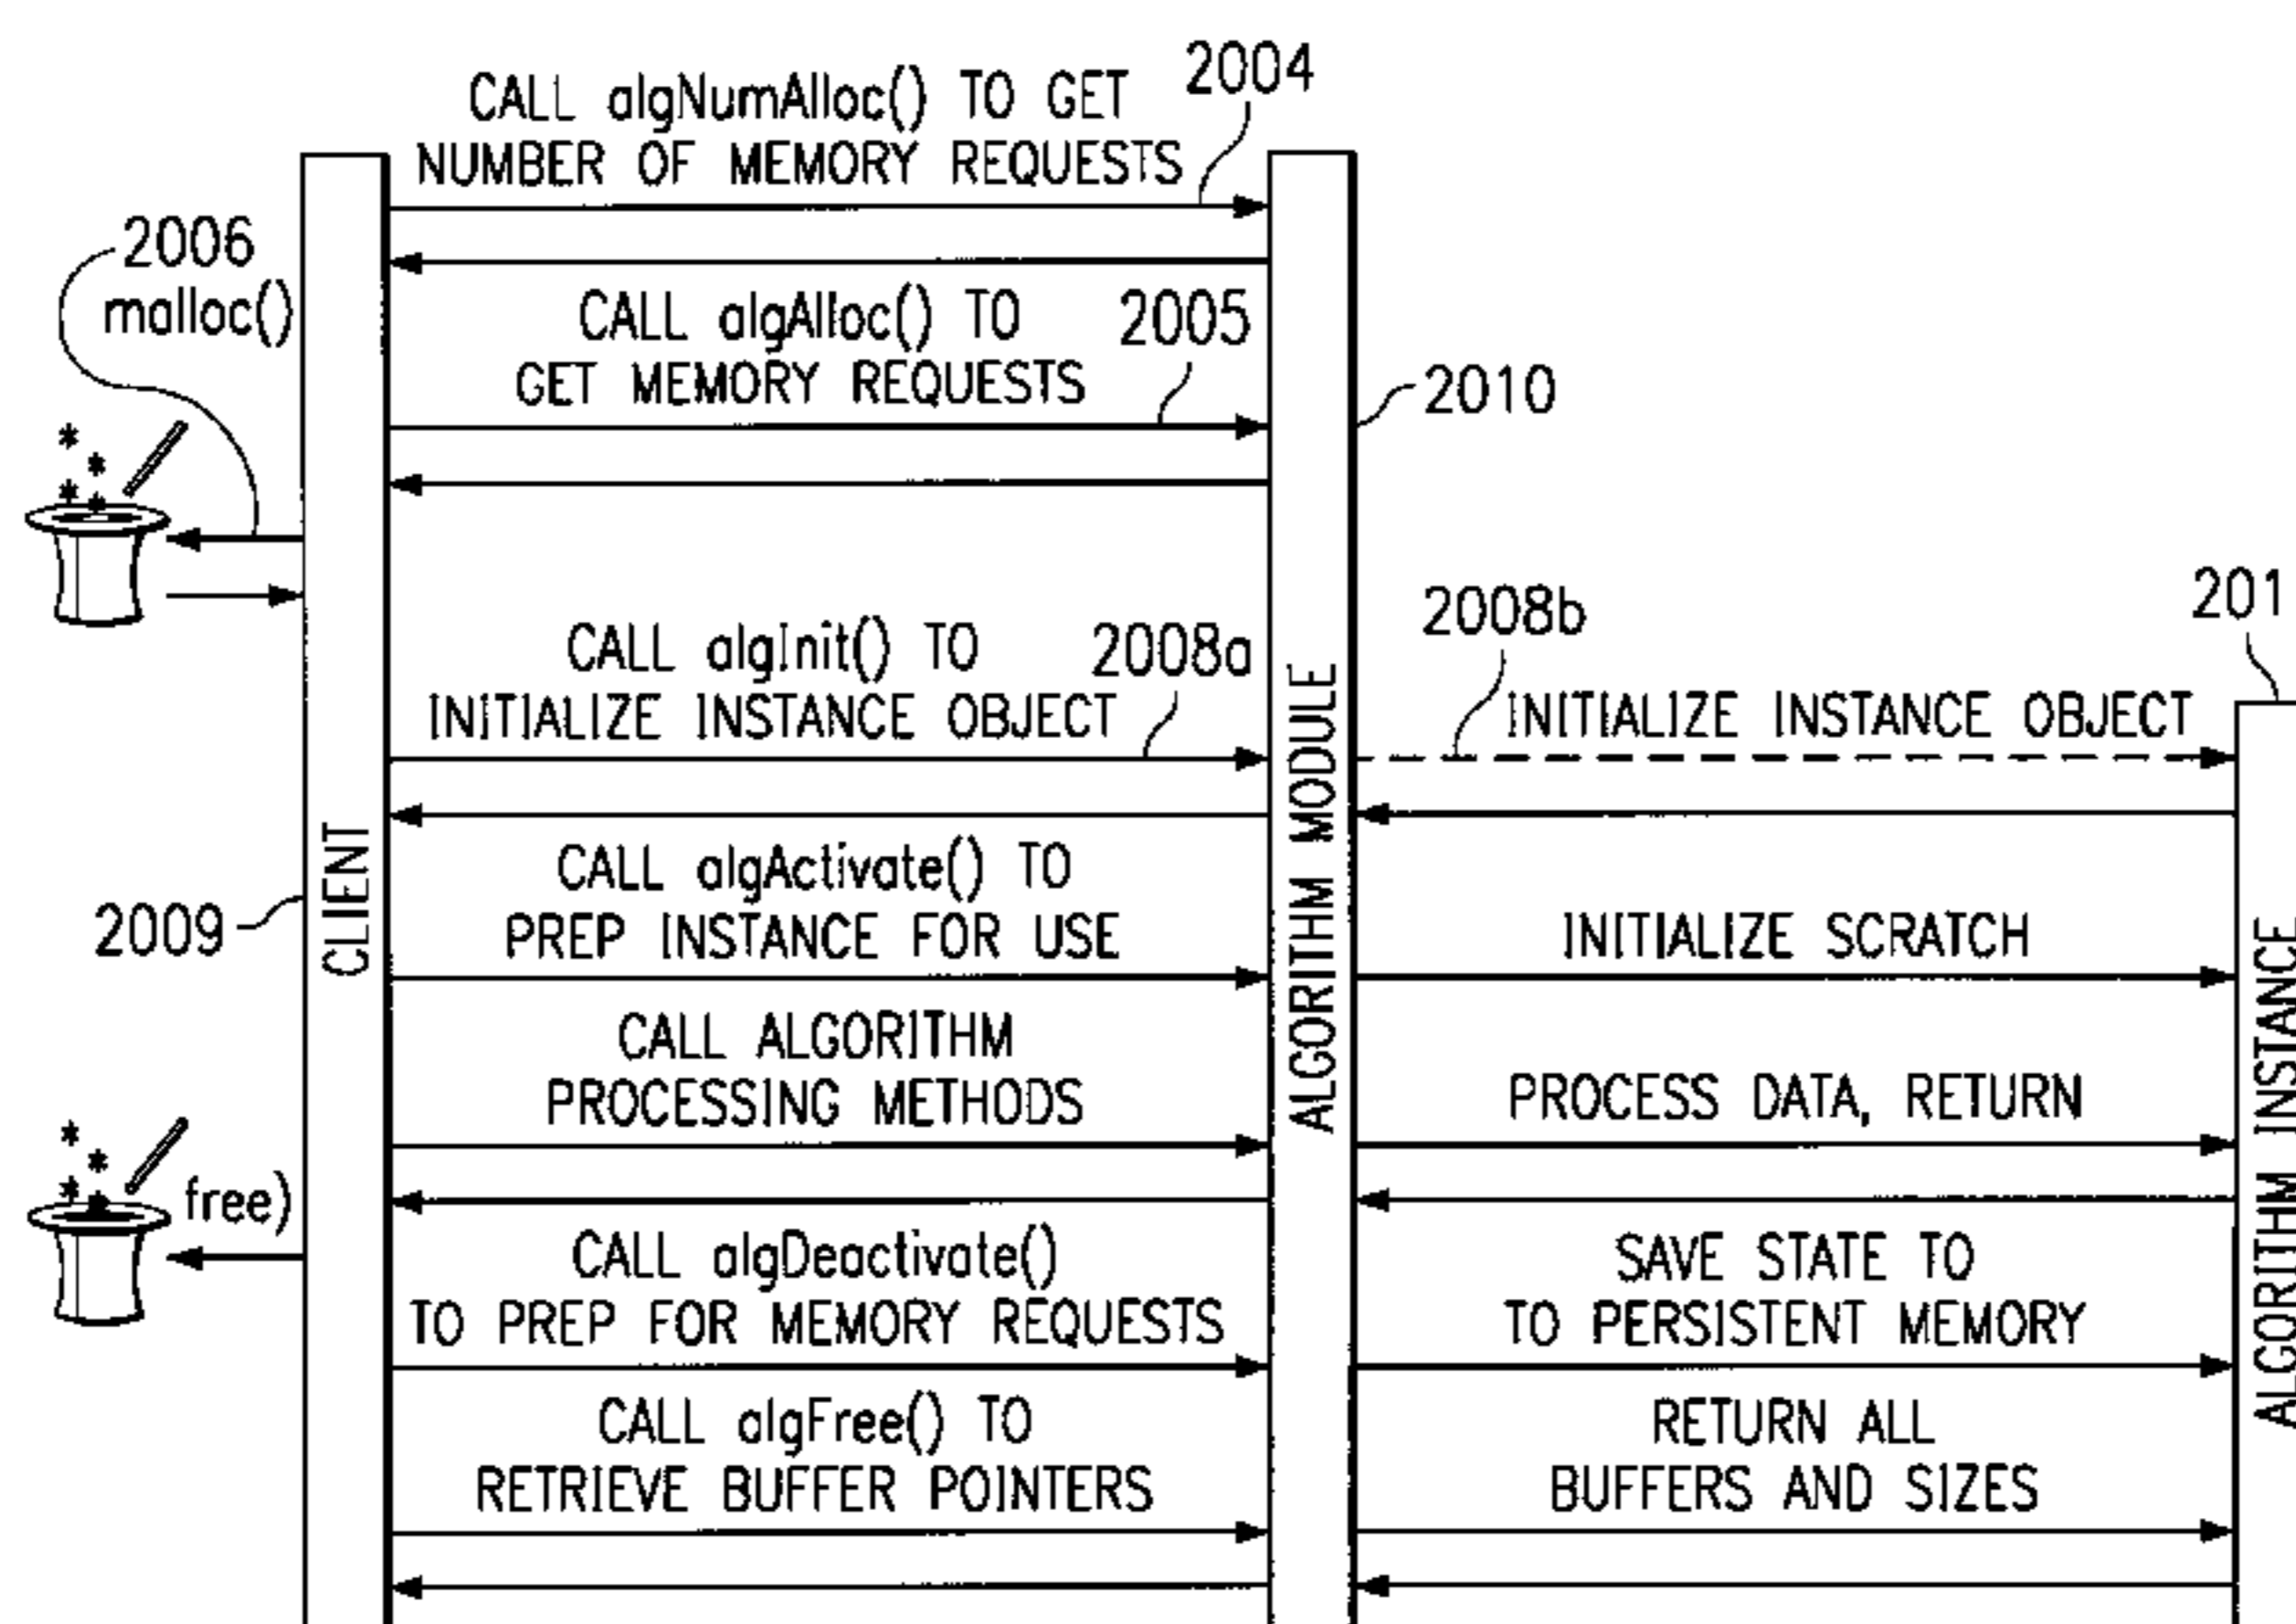 CALL algNumAlloc() TO GET
NUMBER OF MEMORY REQUESTS
2004
2006
malloc()
CALL algAlloc() TO
GET MEMORY REQUESTS
2005
2010
CALL algInit() TO
INITIALIZE INSTANCE OBJECT
2008a
2008b
INITIALIZE INSTANCE OBJECT
201
CLIENT
2009
ALGORITHM MODULE
ALGORITHM INSTANCE
CALL algActivate() TO
PREP INSTANCE FOR USE
INITIALIZE SCRATCH
CALL ALGORITHM
PROCESSING METHODS
PROCESS DATA, RETURN
free)
CALL algDeactivate()
TO PREP FOR MEMORY REQUESTS
SAVE STATE TO
TO PERSISTENT MEMORY
CALL algFree() TO
RETRIEVE BUFFER POINTERS
RETURN ALL
BUFFERS AND SIZES